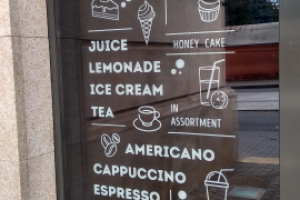 JUICE
HONEY CAKE
LEMONADE
ICE CREAM
TEA
IN
ASSORTMENT
AMERICANO
CAPPUCCINO
ESPRESSO